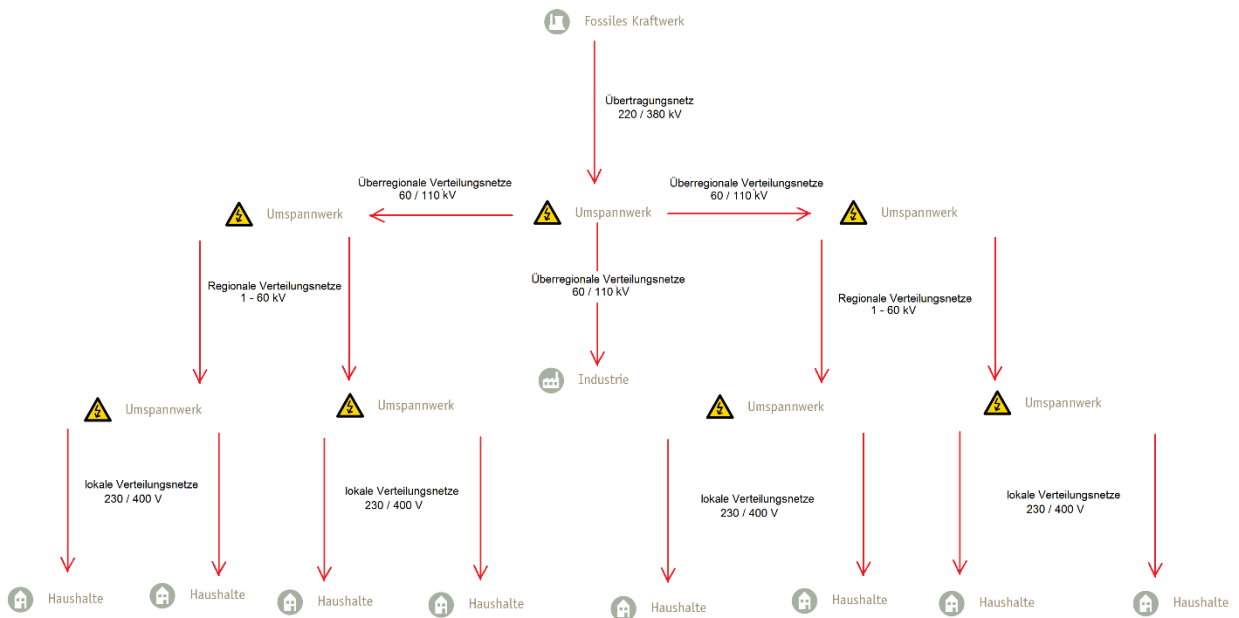 Fossiles Kraftwerk
Übertragungsnetz
220 / 380 kV
Überregionale Verteilungsnetze
60 / 110 kV
Überregionale Verteilungsnetze
60 / 110 kV
Umspannwerk
Umspannwerk
Umspannwerk
Regionale Verteilungsnetze
1 - 60 kV
Überregionale Verteilungsnetze
60 / 110 kV
Regionale Verteilungsnetze
1 - 60 kV
Industrie
Umspannwerk
Umspannwerk
Umspannwerk
Umspannwerk
lokale Verteilungsnetze
230 / 400 V
lokale Verteilungsnetze
230 / 400 V
lokale Verteilungsnetze
230 / 400 V
lokale Verteilungsnetze
230 / 400 V
Haushalte
Haushalte
Haushalte
Haushalte
Haushalte
Haushalte
Haushalte
Haushalte